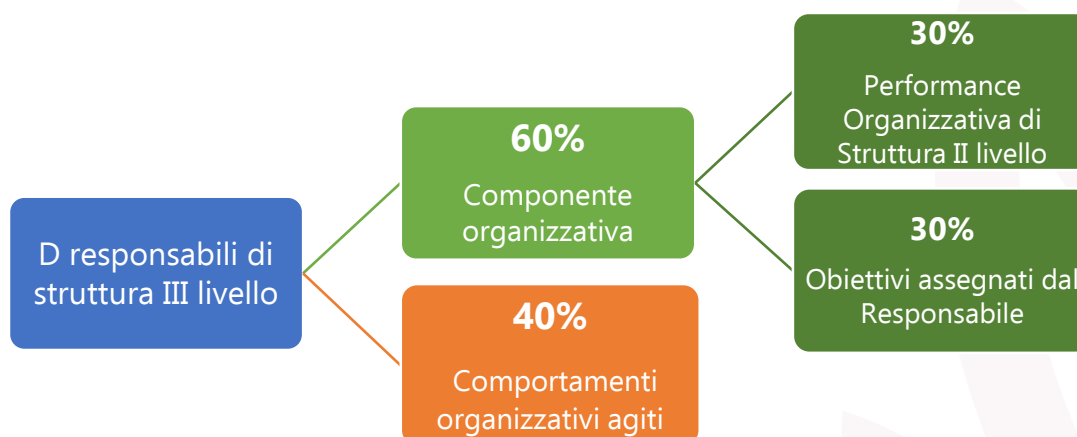 D responsabili di
struttura III livello
60%
Componente
organizzativa
40%
Comportamenti
organizzativi agiti
30%
Performance
Organizzativa di
Struttura II livello
30%
Obiettivi assegnati dal
Responsabile